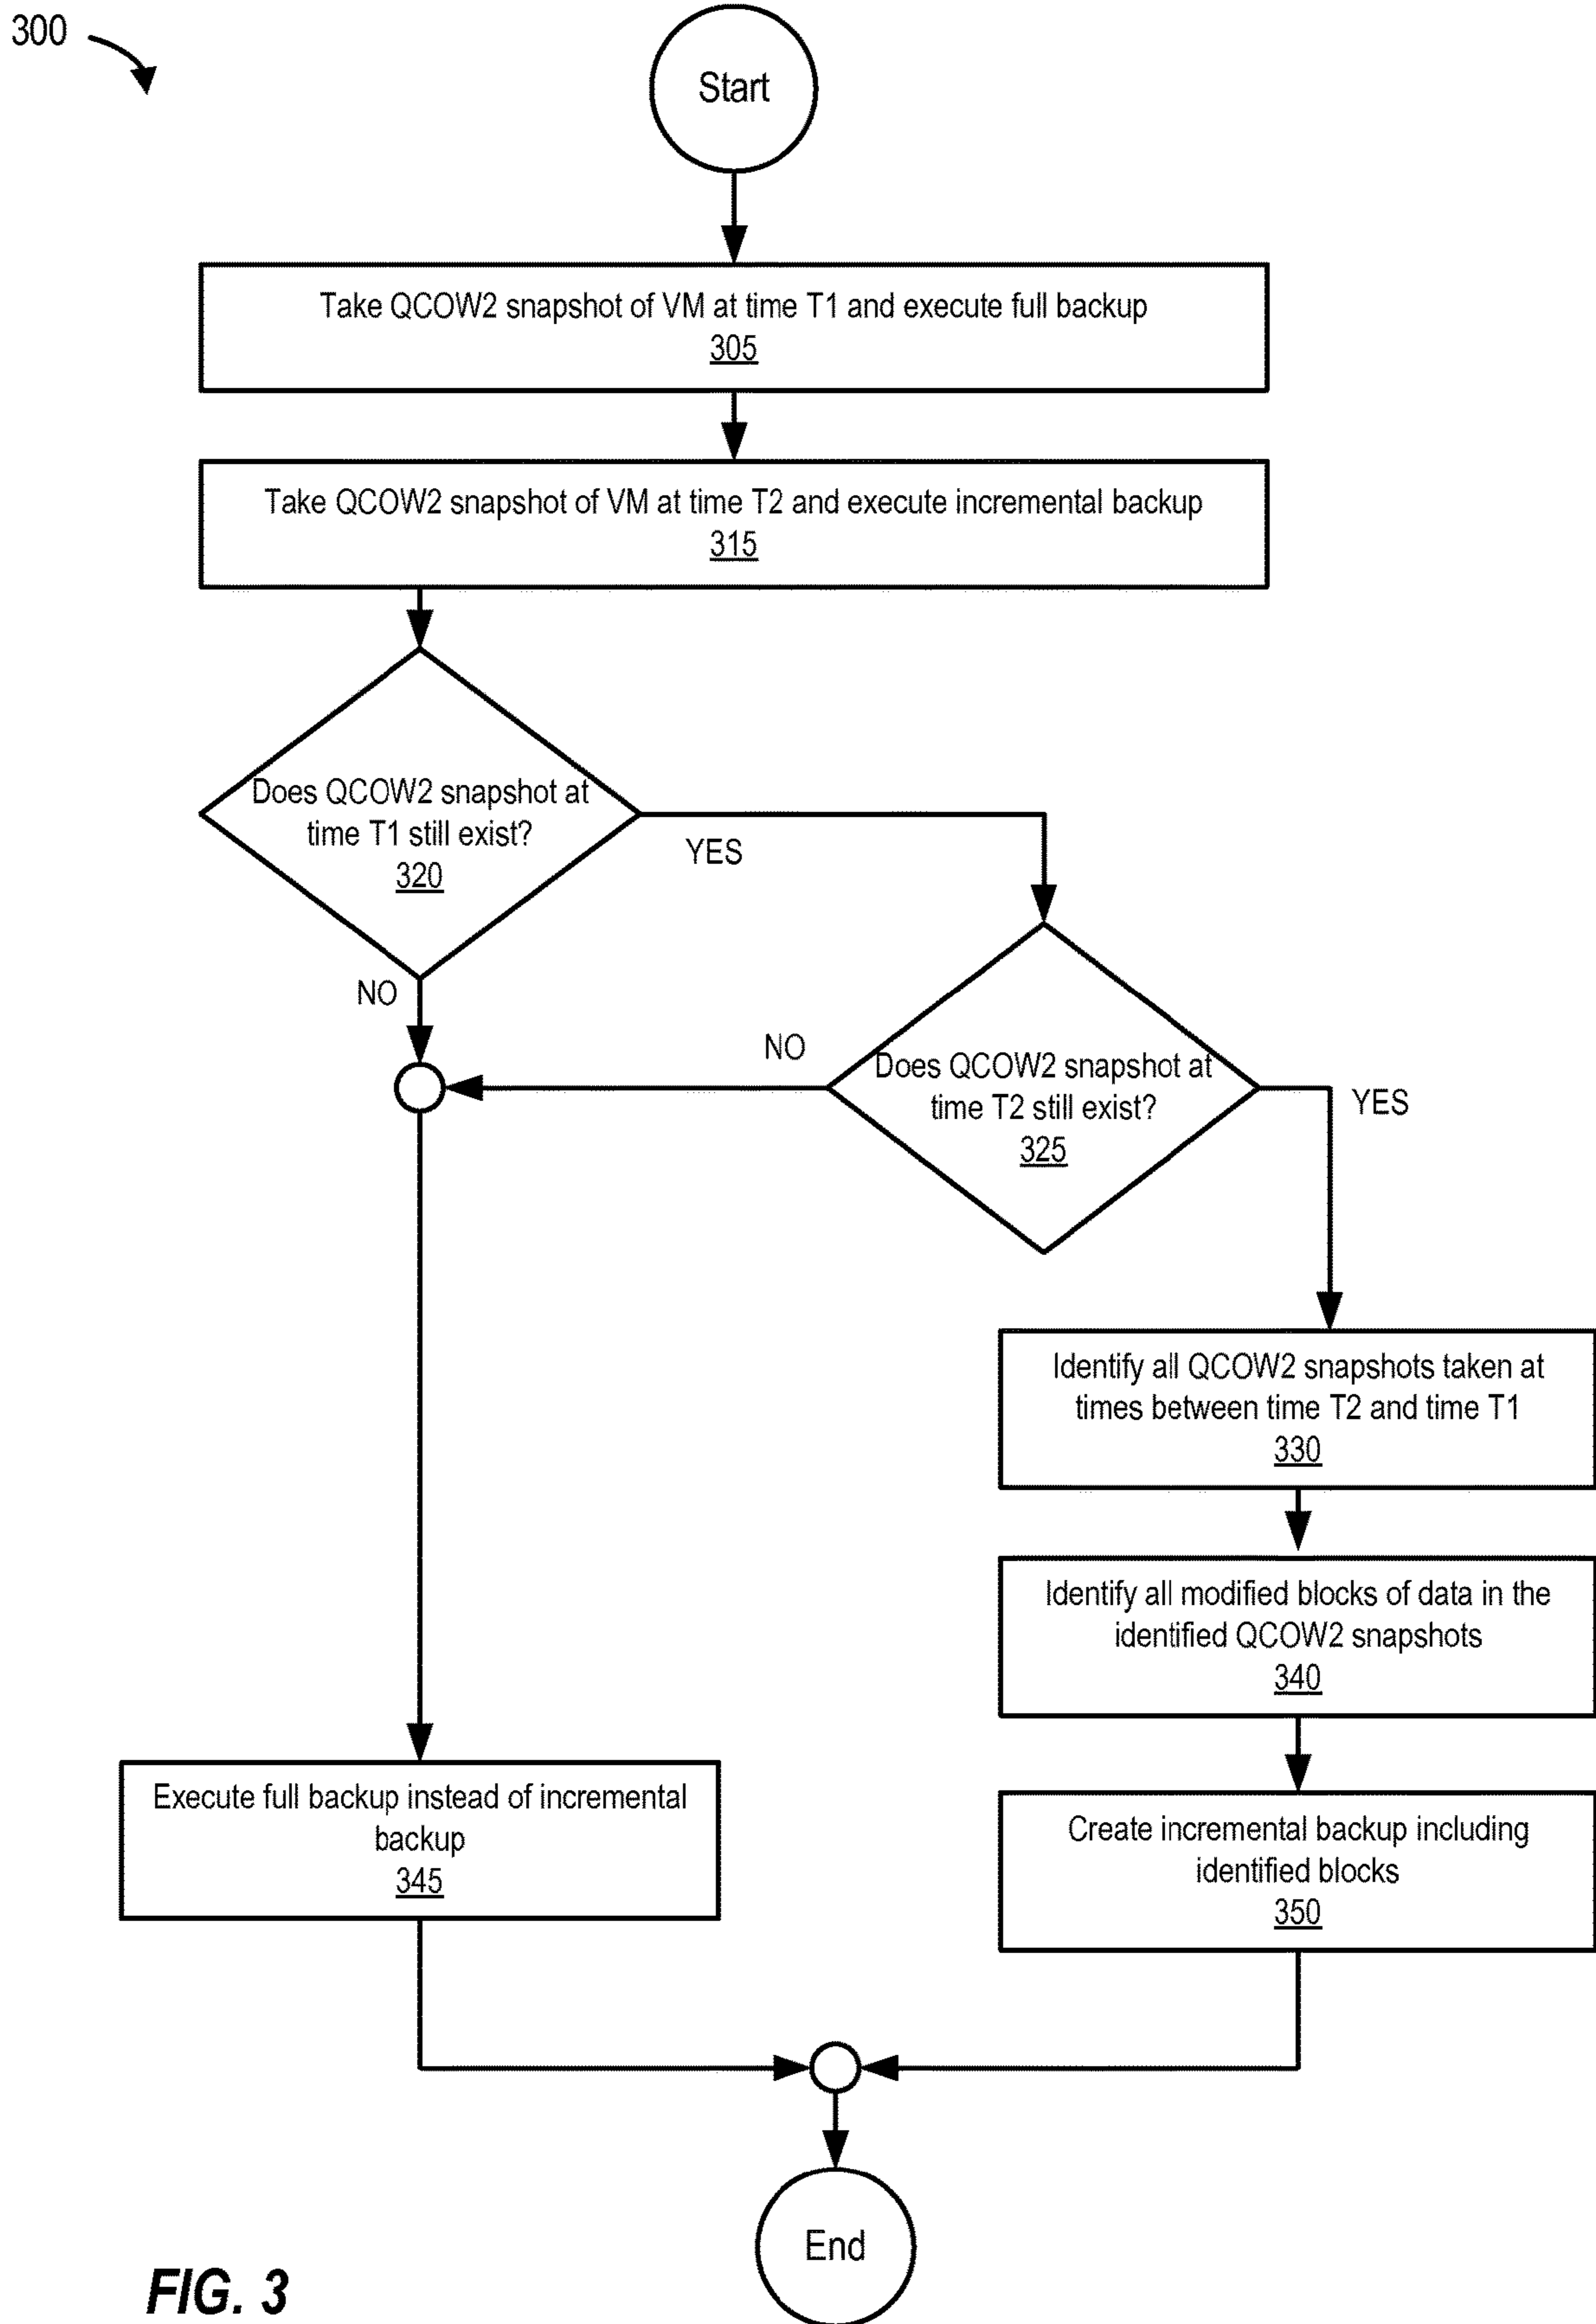 300
Start
Take QCOW2 snapshot of VM at time T1 and execute full backup
305
Take QCOW2 snapshot of VM at time T2 and execute incremental backup
315
Does QCOW2 snapshot at
time T1 still exist?
320
YES
NO
NO
Does QCOW2 snapshot at
time T2 still exist?
325
YES
Identify all QCOW2 snapshots taken at
times between time T2 and time T1
330
Identify all modified blocks of data in the
identified QCOW2 snapshots
340
Execute full backup instead of incremental
backup
345
Create incremental backup including
identified blocks
350
End
FIG. 3